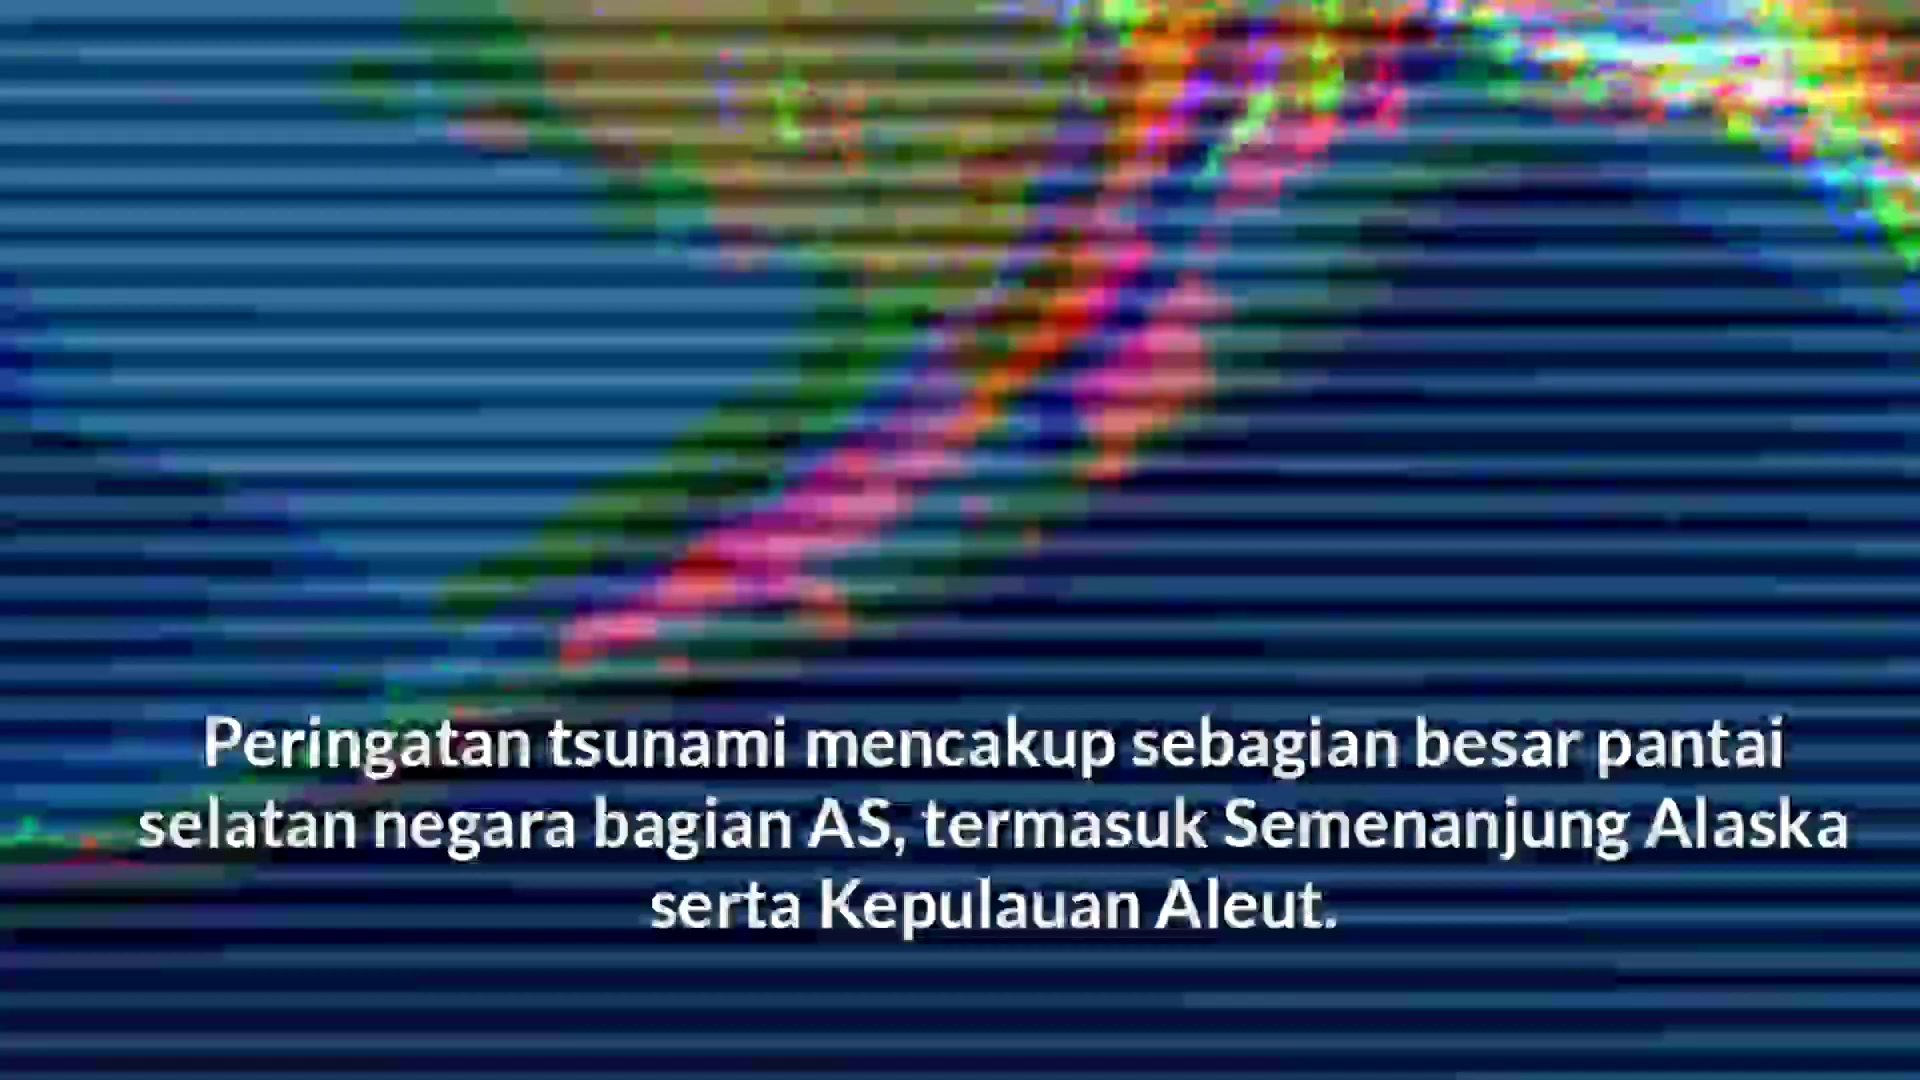 Peringatan tsunami mencakup sebagian besar pantai
selatan negara bagian AS, termasuk Semenanjung Alaska
serta Kepulauan Aleut.